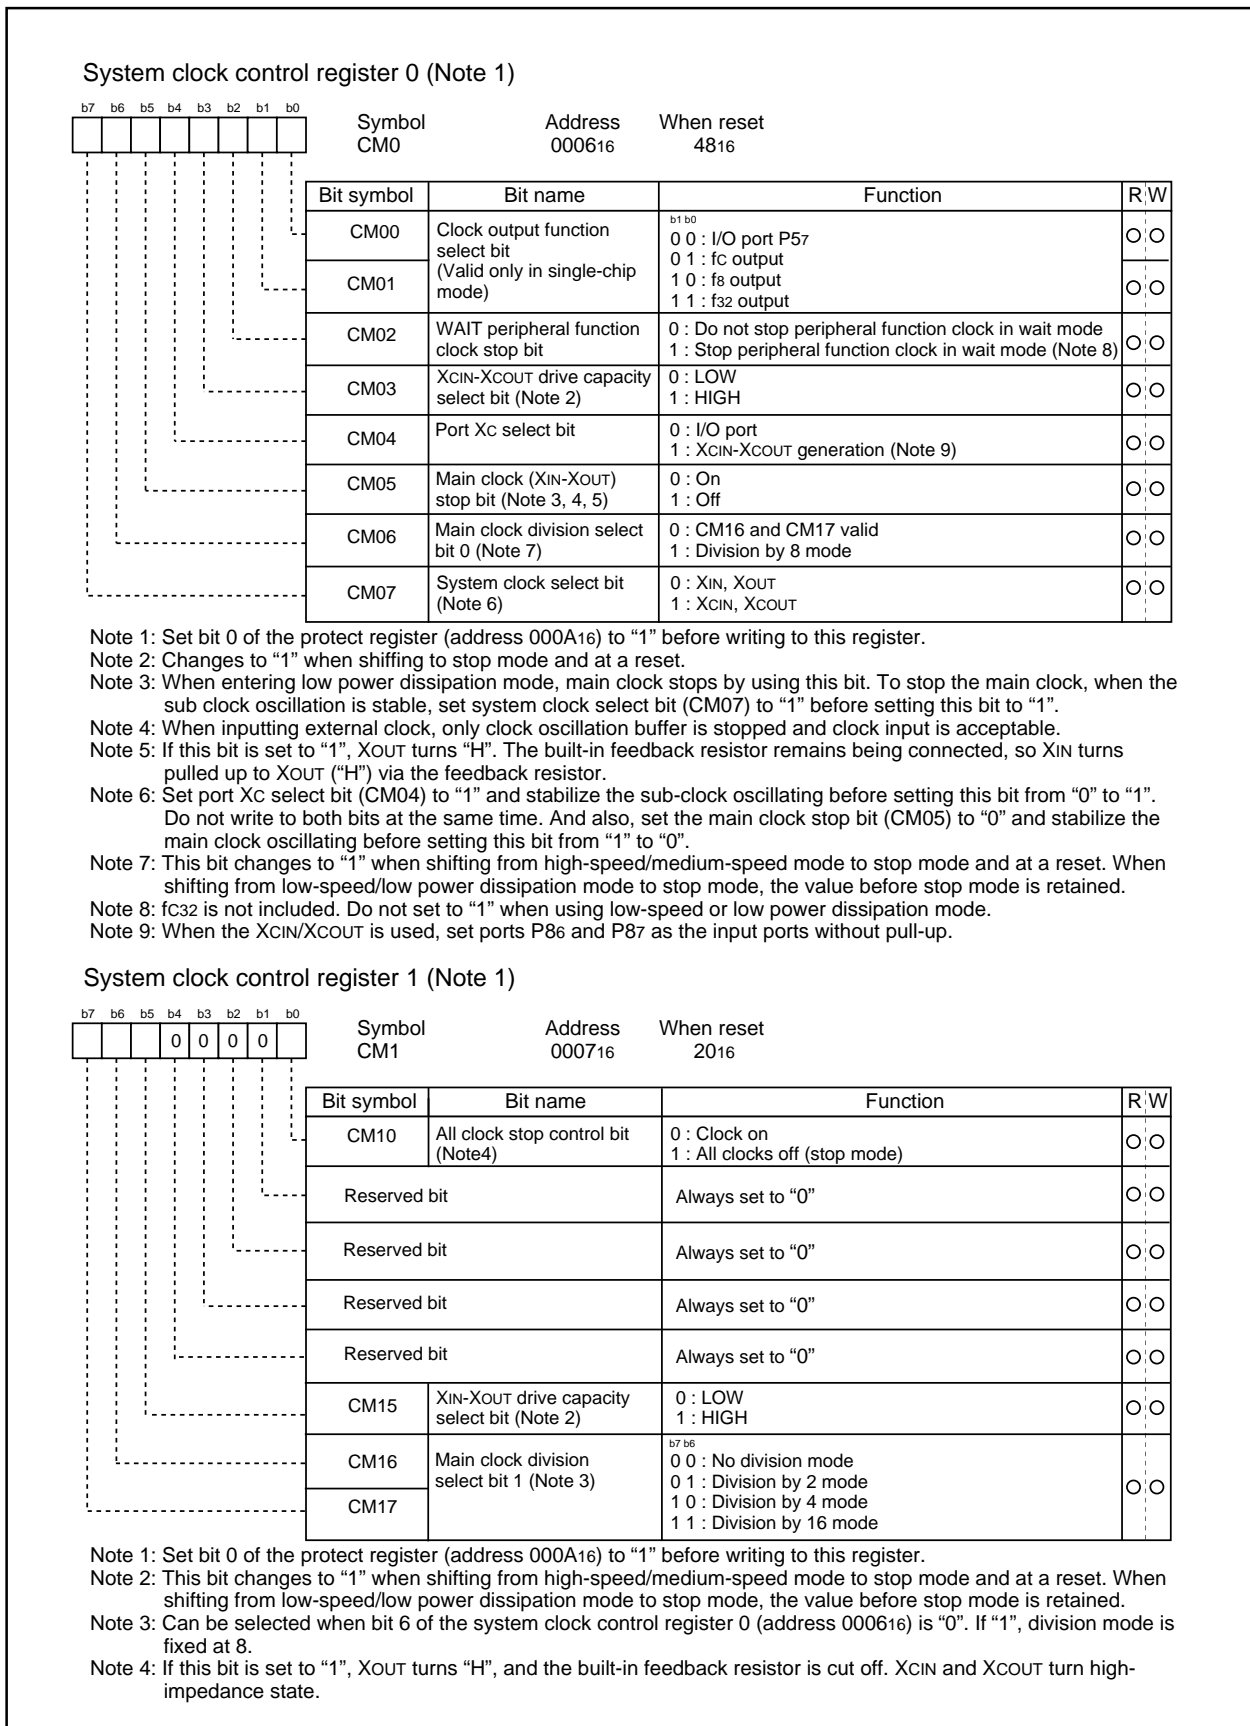 System clock control register 0 (Note 1)
b7 b6 b5 b4 b3 b2 b1 b0
Symbol Address When reset
CM0 000616 4816
Bit symbol Bit name Function R W
CM00 Clock output function select bit (Valid only in single-chip mode) b1 b0
0 0 : I/O port P57
0 1 : fC output
CM01 1 0 : f8 output
1 1 : f32 output
CM02 WAIT peripheral function clock stop bit 0 : Do not stop peripheral function clock in wait mode
1 : Stop peripheral function clock in wait mode (Note 8)
CM03 XCIN-XCOUT drive capacity select bit (Note 2) 0 : LOW
1 : HIGH
CM04 Port XC select bit 0 : I/O port
1 : XCIN-XCOUT generation (Note 9)
CM05 Main clock (XIN-XOUT) stop bit (Note 3, 4, 5) 0 : On
1 : Off
CM06 Main clock division select bit 0 (Note 7) 0 : CM16 and CM17 valid
1 : Division by 8 mode
CM07 System clock select bit (Note 6) 0 : XIN, XOUT
1 : XCIN, XCOUT
Note 1: Set bit 0 of the protect register (address 000A16) to “1” before writing to this register.
Note 2: Changes to “1” when shiffing to stop mode and at a reset.
Note 3: When entering low power dissipation mode, main clock stops by using this bit. To stop the main clock, when the
sub clock oscillation is stable, set system clock select bit (CM07) to “1” before setting this bit to “1”.
Note 4: When inputting external clock, only clock oscillation buffer is stopped and clock input is acceptable.
Note 5: If this bit is set to “1”, XOUT turns “H”. The built-in feedback resistor remains being connected, so XIN turns
pulled up to XOUT (“H”) via the feedback resistor.
Note 6: Set port XC select bit (CM04) to “1” and stabilize the sub-clock oscillating before setting this bit from “0” to “1”.
Do not write to both bits at the same time. And also, set the main clock stop bit (CM05) to “0” and stabilize the
main clock oscillating before setting this bit from “1” to “0”.
Note 7: This bit changes to “1” when shifting from high-speed/medium-speed mode to stop mode and at a reset. When
shifting from low-speed/low power dissipation mode to stop mode, the value before stop mode is retained.
Note 8: fC32 is not included. Do not set to “1” when using low-speed or low power dissipation mode.
Note 9: When the XCIN/XCOUT is used, set ports P86 and P87 as the input ports without pull-up.
System clock control register 1 (Note 1)
b7 b6 b5 b4 b3 b2 b1 b0
0 0 0 0
Symbol Address When reset
CM1 000716 2016
Bit symbol Bit name Function R W
CM10 All clock stop control bit (Note4) 0 : Clock on
1 : All clocks off (stop mode)
Reserved bit Always set to “0”
Reserved bit Always set to “0”
Reserved bit Always set to “0”
Reserved bit Always set to “0”
CM15 XIN-XOUT drive capacity select bit (Note 2) 0 : LOW
1 : HIGH
CM16 Main clock division select bit 1 (Note 3) b7 b6
0 0 : No division mode
0 1 : Division by 2 mode
CM17 1 0 : Division by 4 mode
1 1 : Division by 16 mode
Note 1: Set bit 0 of the protect register (address 000A16) to “1” before writing to this register.
Note 2: This bit changes to “1” when shifting from high-speed/medium-speed mode to stop mode and at a reset. When
shifting from low-speed/low power dissipation mode to stop mode, the value before stop mode is retained.
Note 3: Can be selected when bit 6 of the system clock control register 0 (address 000616) is “0”. If “1”, division mode is
fixed at 8.
Note 4: If this bit is set to “1”, XOUT turns “H”, and the built-in feedback resistor is cut off. XCIN and XCOUT turn high-
impedance state.